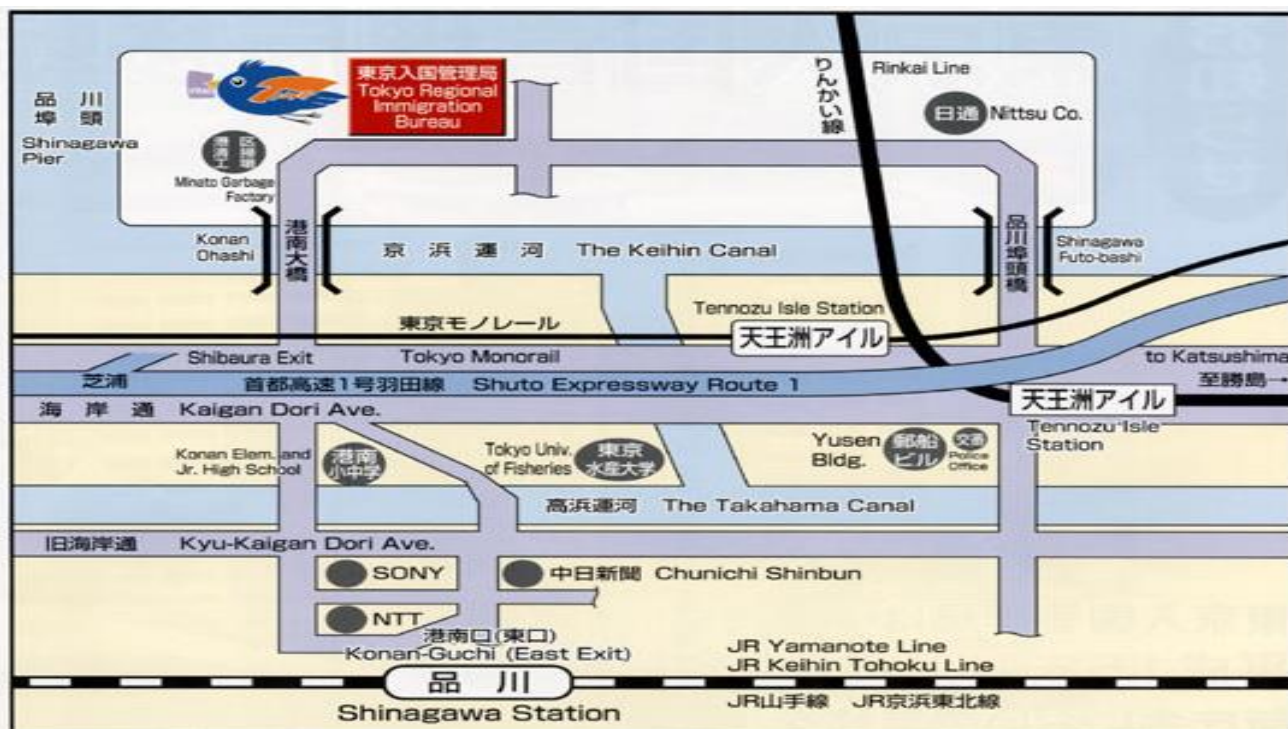 東京入国管理局
Tokyo Regional
Immigration
Bureau
りんかい線
Rinkai Line
日通 Nittsu Co.
品川
埠頭
Shinagawa
Pier
Minato Garbage
Factory
Konan
Ohashi
港南大橋
京浜運河 The Keihin Canal
品川埠頭橋
Shinagawa
Futo-bashi
Tennozu Isle Station
東京モノレール
天王洲アイル
Shibaura Exit
Tokyo Monorail
to Katsushima
芝浦
首都高速1号羽田線 Shuto Expressway Route 1
至勝島→
海岸通 Kaigan Dori Ave.
天王洲アイル
Tennozu Isle
Station
Konan Elem. and
Jr. High School
港南
小中学
Tokyo Univ.
of Fisheries
東京
水産大学
Yusen
Bldg.
郵船
ビル
交番
Police
Office
高浜運河 The Takahama Canal
旧海岸通 Kyu-Kaigan Dori Ave.
SONY
中日新聞 Chunichi Shinbun
NTT
港南口(東口)
Konan-Guchi (East Exit)
JR Yamanote Line
JR Keihin Tohoku Line
品川
JR山手線 JR京浜東北線
Shinagawa Station